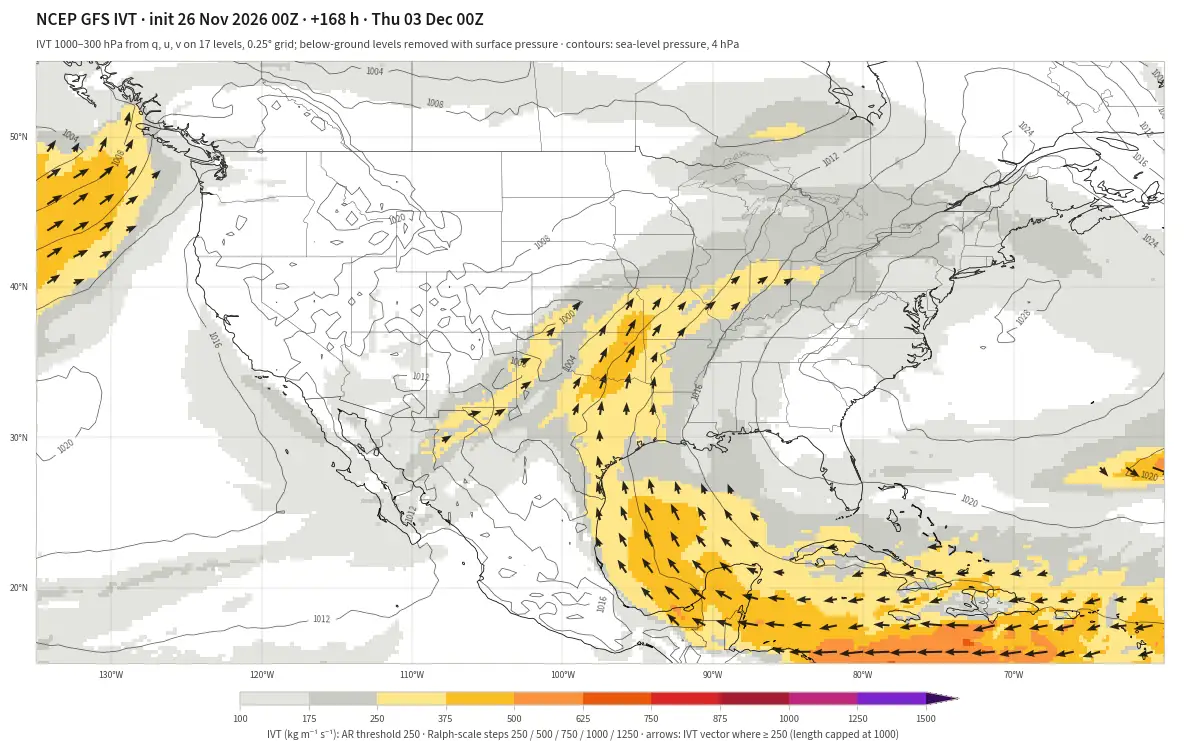 NCEP GFS IVT · init 26 Nov 2026 00Z · +168 h · Thu 03 Dec 00Z
IVT 1000–300 hPa from q, u, v on 17 levels, 0.25° grid; below-ground levels removed with surface pressure · contours: sea-level pressure, 4 hPa
1004
1008
1004
50°N
1008
1024
1012
1012
1016
1020
1008
1024
40°N
1000
1028
1016
1004
1012
1016
30°N
1020
1020
1020
1012
20°N
1016
1012
130°W 120°W 110°W 100°W 90°W 80°W 70°W
100 175 250 375 500 625 750 875 1000 1250 1500
IVT (kg m⁻¹ s⁻¹): AR threshold 250 · Ralph-scale steps 250 / 500 / 750 / 1000 / 1250 · arrows: IVT vector where ≥ 250 (length capped at 1000)